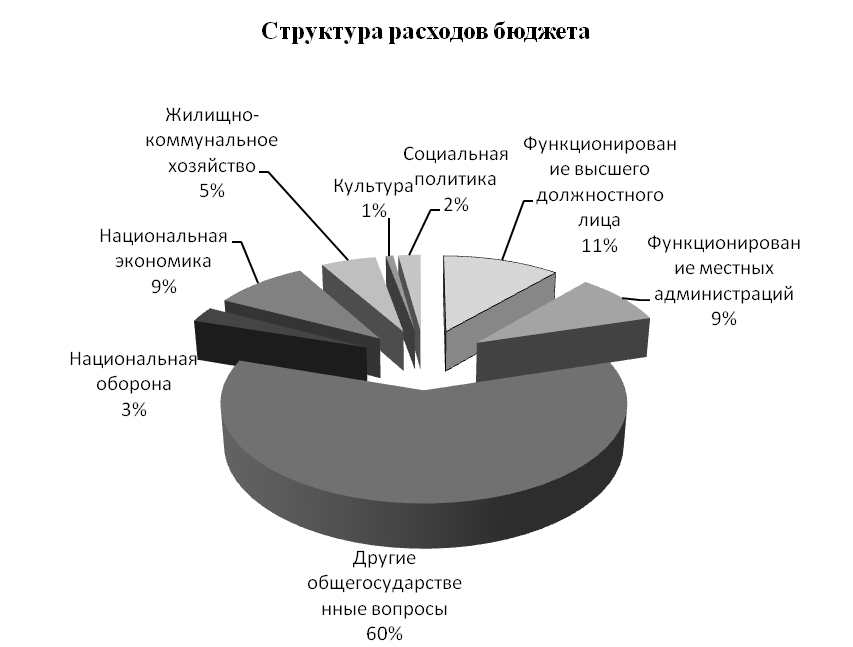 Структура расходов бюджета
Жилищно-
коммунальное
хозяйство
5%
Культура
1%
Социальная
политика
2%
Функционирован
ие высшего
должностного
лица
11%
Функционирован
ие местных
администраций
9%
Национальная
экономика
9%
Национальная
оборона
3%
Другие
общегосударстве
нные вопросы
60%